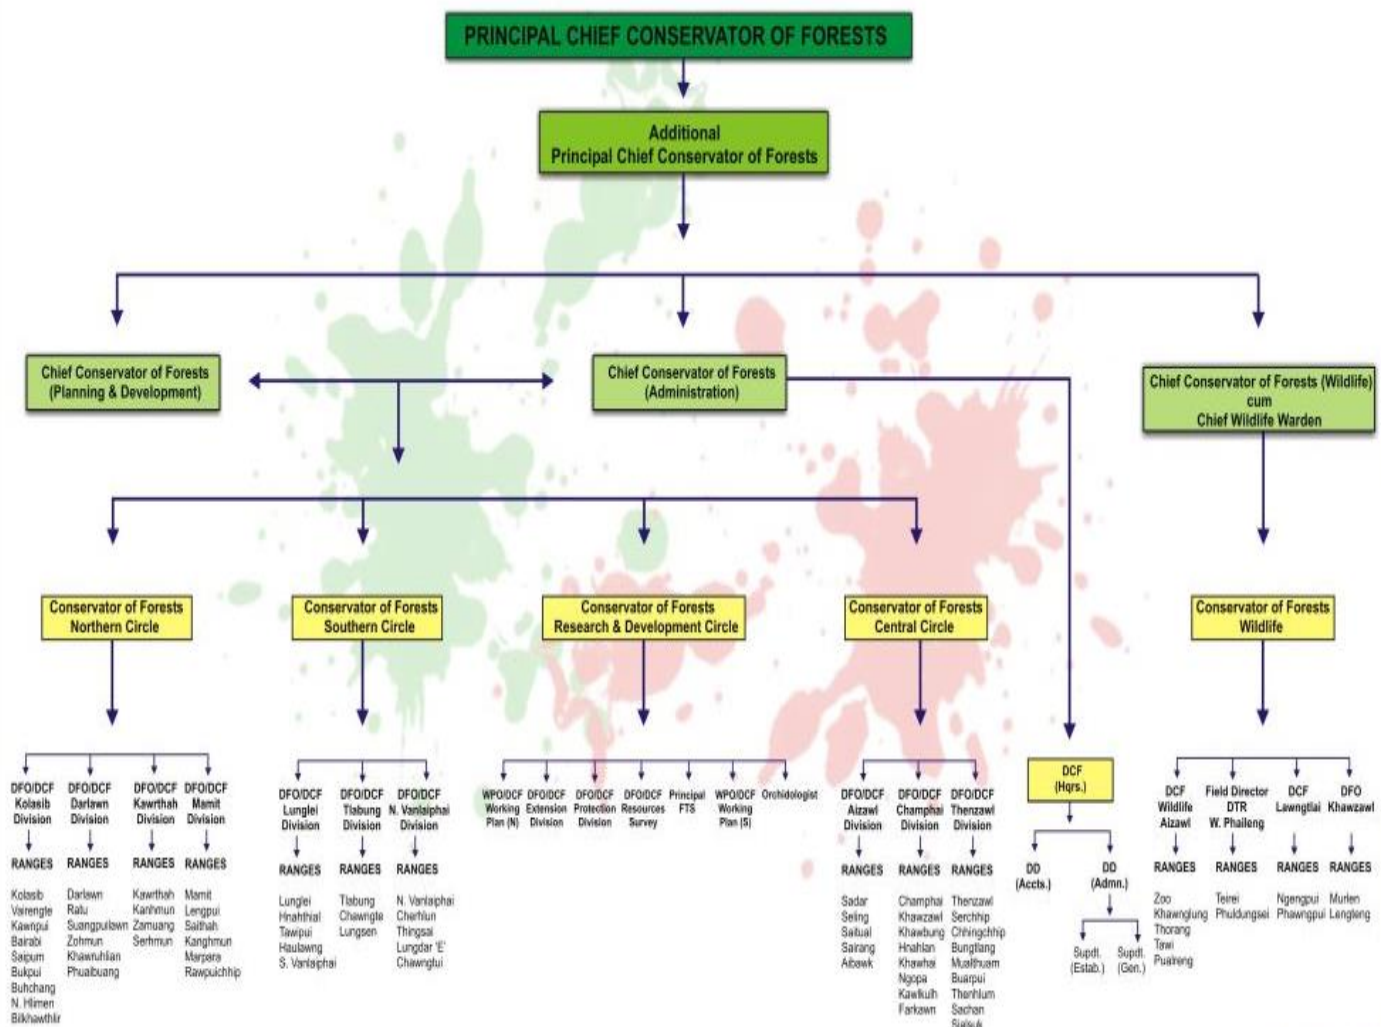 PRINCIPAL CHIEF CONSERVATOR OF FORESTS
Additional
Principal Chief Conservator of Forests
Chief Conservator of Forests
(Planning & Development)
Chief Conservator of Forests
(Administration)
Chief Conservator of Forests (Wildlife)
cum
Chief Wildlife Warden
Conservator of Forests
Northern Circle
Conservator of Forests
Southern Circle
Conservator of Forests
Research & Development Circle
Conservator of Forests
Central Circle
Conservator of Forests
Wildlife
DFO/DCF
Kolasib
Division
RANGES
Kolasib
Vairengte
Kawnpui
Bairabi
Saipum
Bukpui
Buhchang
N. Hlimen
Bilkhawthlir
DFO/DCF
Darlawn
Division
RANGES
Darlawn
Ratu
Suangpuilawn
Zohmun
Khawruhlian
Phuaibuang
DFO/DCF
Kawrthah
Division
RANGES
Kawrthah
Kanhmun
Zamuang
Serhmun
DFO/DCF
Mamit
Division
RANGES
Mamit
Lengpui
Saithah
Kanghmun
Marpara
Rawpuichhip
DFO/DCF
Lunglei
Division
RANGES
Lunglei
Hnahthial
Tawipui
Haulawng
S. Vanlaiphai
DFO/DCF
Tlabung
Division
RANGES
Tlabung
Chawngte
Lungsen
DFO/DCF
N. Vanlaiphai
Division
RANGES
N. Vanlaiphai
Cherhlun
Thingsai
Lungdar 'E'
Chawngtui
WPO/DCF
Working
Plan (N)
DFO/DCF
Extension
Division
DFO/DCF
Protection
Division
DFO/DCF
Resources
Survey
Principal
FTS
WPO/DCF
Working
Plan (S)
Orchidologist
DFO/DCF
Aizawl
Division
RANGES
Sadar
Seling
Saitual
Sairang
Aibawk
DFO/DCF
Champhai
Division
RANGES
Champhai
Khawzawl
Khawbung
Hnahlan
Khawhai
Ngopa
Kawlkulh
Farkawn
DFO/DCF
Thenzawl
Division
RANGES
Thenzawl
Serchhip
Chhingchhip
Bungtlang
Mualthuam
Buarpui
Thenhlum
Sachan
Sialsuk
DCF
(Hqrs.)
DD
(Accts.)
DD
(Admn.)
Supdt.
(Estab.)
Supdt.
(Gen.)
DCF
Wildlife
Aizawl
RANGES
Zoo
Khawnglung
Thorang
Tawi
Pualreng
Field Director
DTR
W. Phaileng
RANGES
Teirei
Phuldungsei
DCF
Lawngtlai
RANGES
Ngengpui
Phawngpui
DFO
Khawzawl
RANGES
Murlen
Lengteng